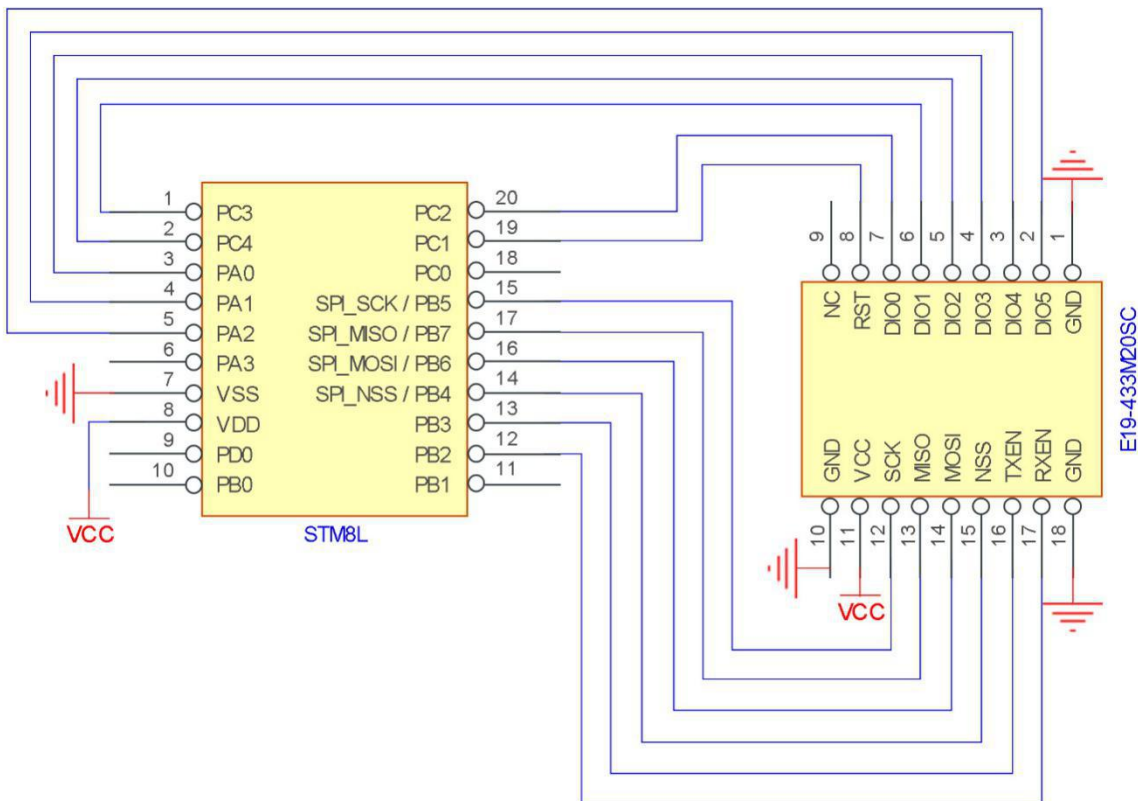 1 PC3
2 PC4
3 PA0
4 PA1
5 PA2
6 PA3
7 VSS
8 VDD
9 PD0
10 PB0
PC2 20
PC1 19
PC0 18
SPI_SCK / PB5 15
SPI_MISO / PB7 17
SPI_MOSI / PB6 16
SPI_NSS / PB4 14
PB3 13
PB2 12
PB1 11
VCC
STM8L
9 8 7 6 5 4 3 2 1
NC RST DIO0 DIO1 DIO2 DIO3 DIO4 DIO5 GND
GND VCC SCK MISO MOSI NSS TXEN RXEN GND
10 11 12 13 14 15 16 17 18
VCC
E19-433M20SC